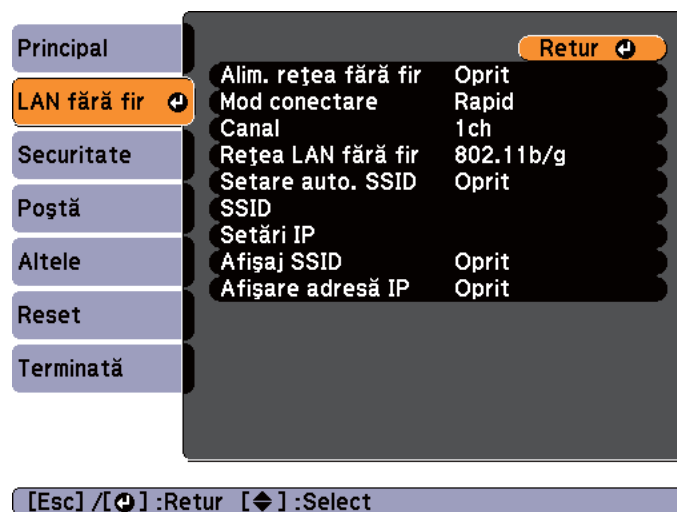 Principal
LAN fără fir
Securitate
Poştă
Altele
Reset
Terminată
Retur
Alim. reţea fără fir Oprit
Mod conectare Rapid
Canal 1ch
Reţea LAN fără fir 802.11b/g
Setare auto. SSID Oprit
SSID
Setări IP
Afişaj SSID Oprit
Afişare adresă IP Oprit
[Esc] /[⏎] :Retur [◆] :Select